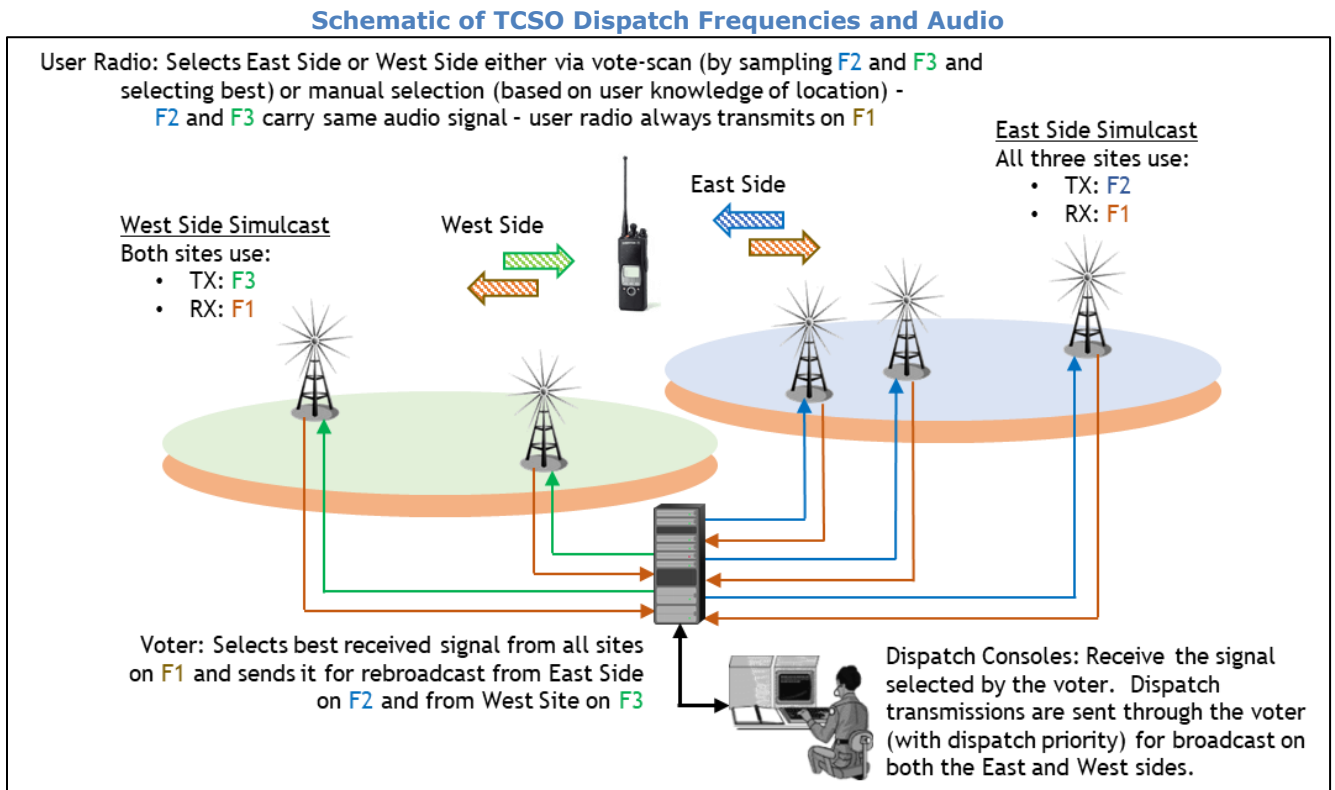 Schematic of TCSO Dispatch Frequencies and Audio
User Radio: Selects East Side or West Side either via vote-scan (by sampling F2 and F3 and
selecting best) or manual selection (based on user knowledge of location) -
F2 and F3 carry same audio signal - user radio always transmits on F1
East Side Simulcast
All three sites use:
• TX: F2
• RX: F1
East Side
West Side Simulcast
Both sites use:
• TX: F3
• RX: F1
West Side
Voter: Selects best received signal from all sites
on F1 and sends it for rebroadcast from East Side
on F2 and from West Site on F3
Dispatch Consoles: Receive the signal
selected by the voter. Dispatch
transmissions are sent through the voter
(with dispatch priority) for broadcast on
both the East and West sides.